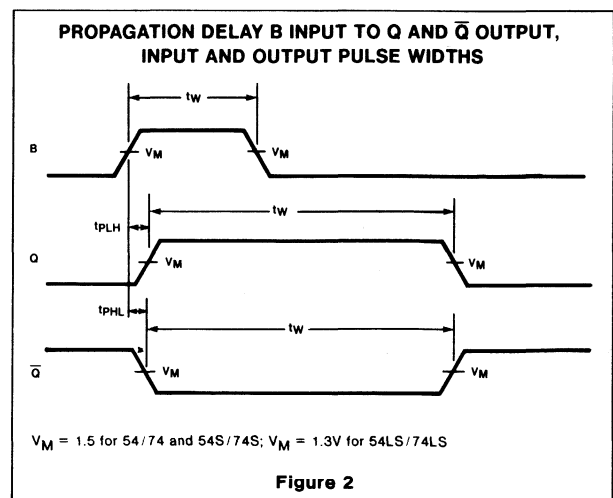 PROPAGATION DELAY B INPUT TO Q AND Q̅ OUTPUT,
INPUT AND OUTPUT PULSE WIDTHS
tW
B
VM
VM
tPLH
tW
Q
VM
VM
tPHL
tW
Q̅
VM
VM
VM = 1.5 for 54/74 and 54S/74S; VM = 1.3V for 54LS/74LS
Figure 2